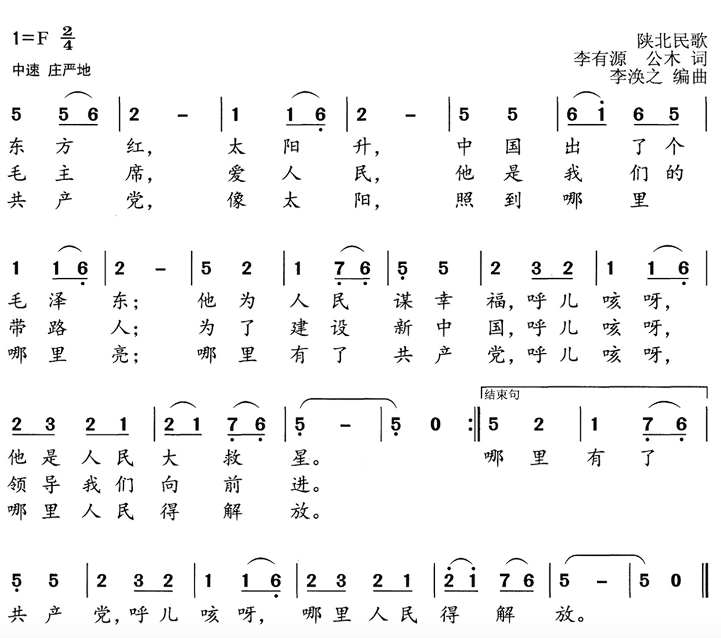 1=F 2/4
陕北民歌
李有源 公木 词
中速 庄严地
李涣之 编曲
5 5 6 | 2 - | 1 1 6 | 2 - | 5 5 | 6 1 6 5 |
东 方 红， 太 阳 升， 中 国 出 了 个
毛 主 席， 爱 人 民， 他 是 我 们 的
共 产 党， 像 太 阳， 照 到 哪 里
1 1 6 | 2 - | 5 2 | 1 7 6 | 5 5 | 2 3 2 | 1 1 6 |
毛 泽 东； 他 为 人 民 谋 幸 福，呼 儿 咳 呀，
带 路 人； 为 了 建 设 新 中 国，呼 儿 咳 呀，
哪 里 亮； 哪 里 有 了 共 产 党，呼 儿 咳 呀，
结束句
2 3 2 1 | 2 1 7 6 | 5 - | 5 0 :| 5 2 | 1 7 6 |
他 是 人 民 大 救 星。 哪 里 有 了
领 导 我 们 向 前 进。
哪 里 人 民 得 解 放。
5 5 | 2 3 2 | 1 1 6 | 2 3 2 1 | 2 1 7 6 | 5 - | 5 0 ||
共 产 党，呼 儿 咳 呀， 哪 里 人 民 得 解 放。